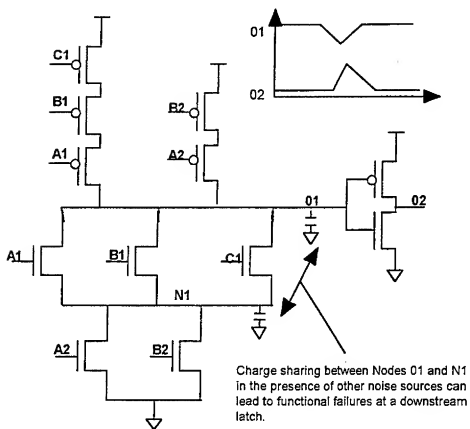 C1
01
B1
B2
02
A1
A2
01
02
A1
B1
C1
N1
A2
B2
Charge sharing between Nodes 01 and N1
in the presence of other noise sources can
lead to functional failures at a downstream
latch.